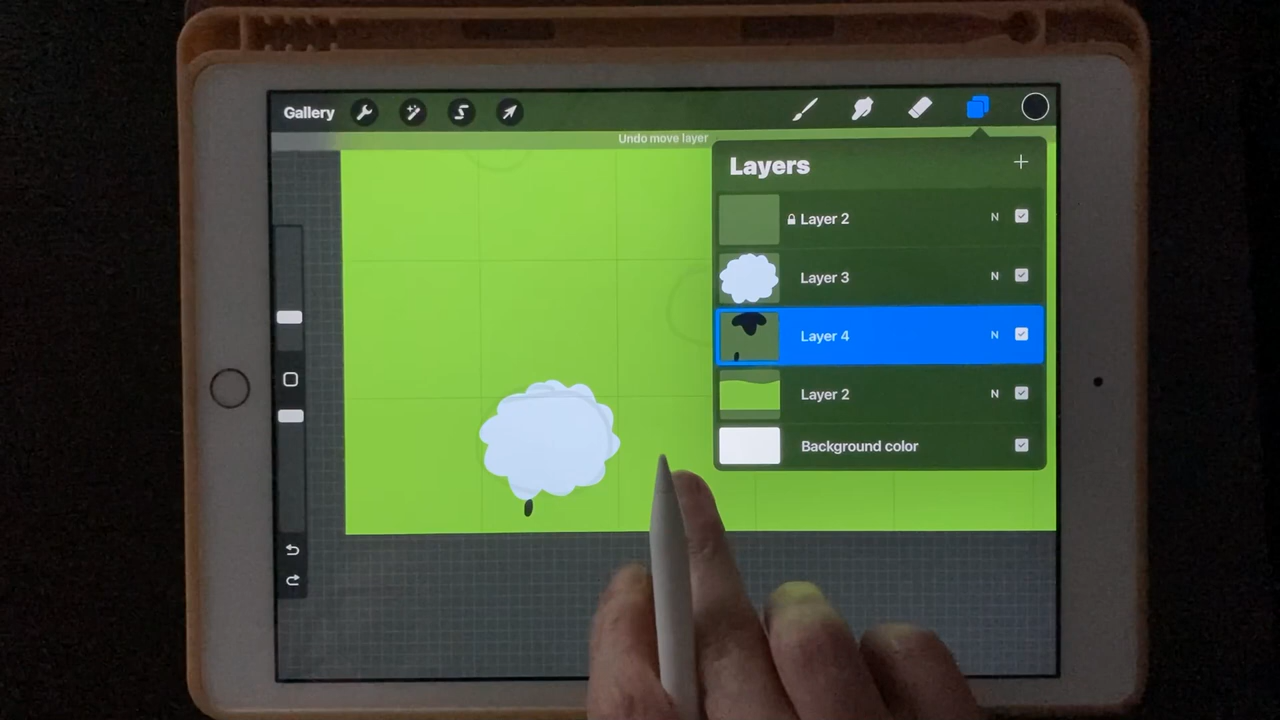 Gallery
Undo move layer
Layers
Layer 2 N
Layer 3 N
Layer 4 N
Layer 2 N
Background color